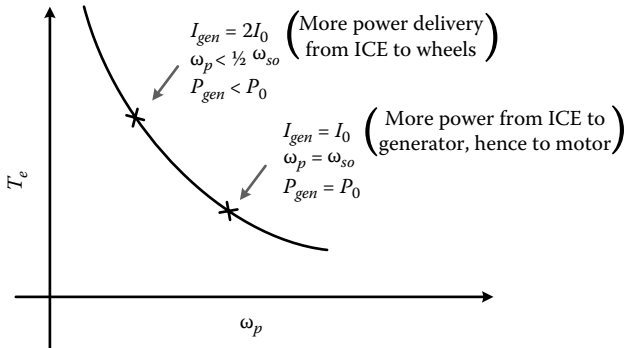 I_gen = 2I_0 (More power delivery
ω_p < ½ ω_so from ICE to wheels)
P_gen < P_0
I_gen = I_0 (More power from ICE to
ω_p = ω_so generator, hence to motor)
P_gen = P_0
T_e
ω_p